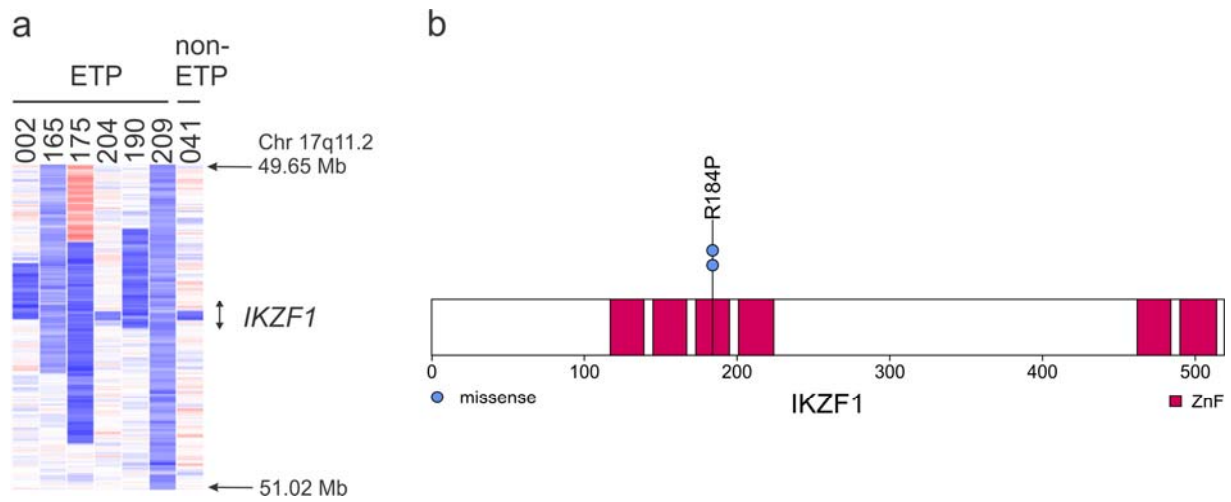 a
ETP
non-
ETP
002
165
175
204
190
209
041
Chr 17q11.2
49.65 Mb
IKZF1
51.02 Mb
b
R184P
0
100
200
300
400
500
missense
IKZF1
ZnF